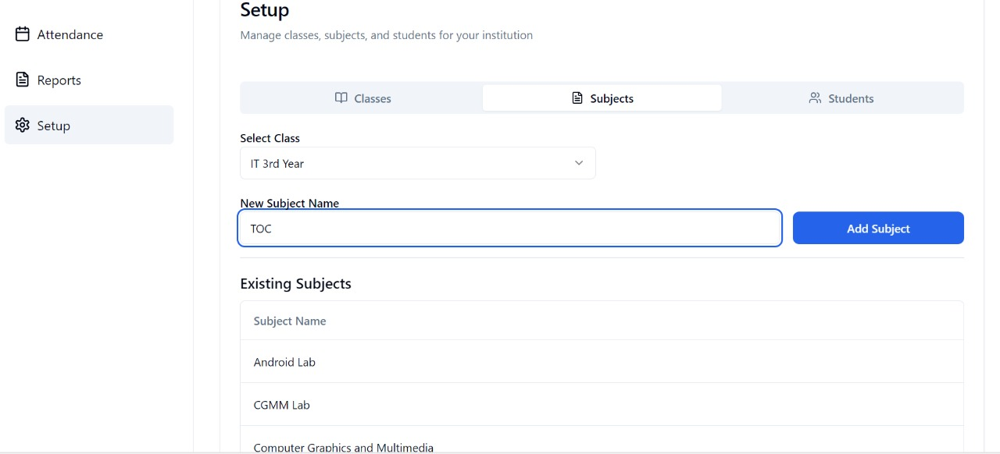 Setup
Manage classes, subjects, and students for your institution
Attendance
Reports
Setup
Classes
Subjects
Students
Select Class
IT 3rd Year
New Subject Name
TOC
Add Subject
Existing Subjects
Subject Name
Android Lab
CGMM Lab
Computer Graphics and Multimedia